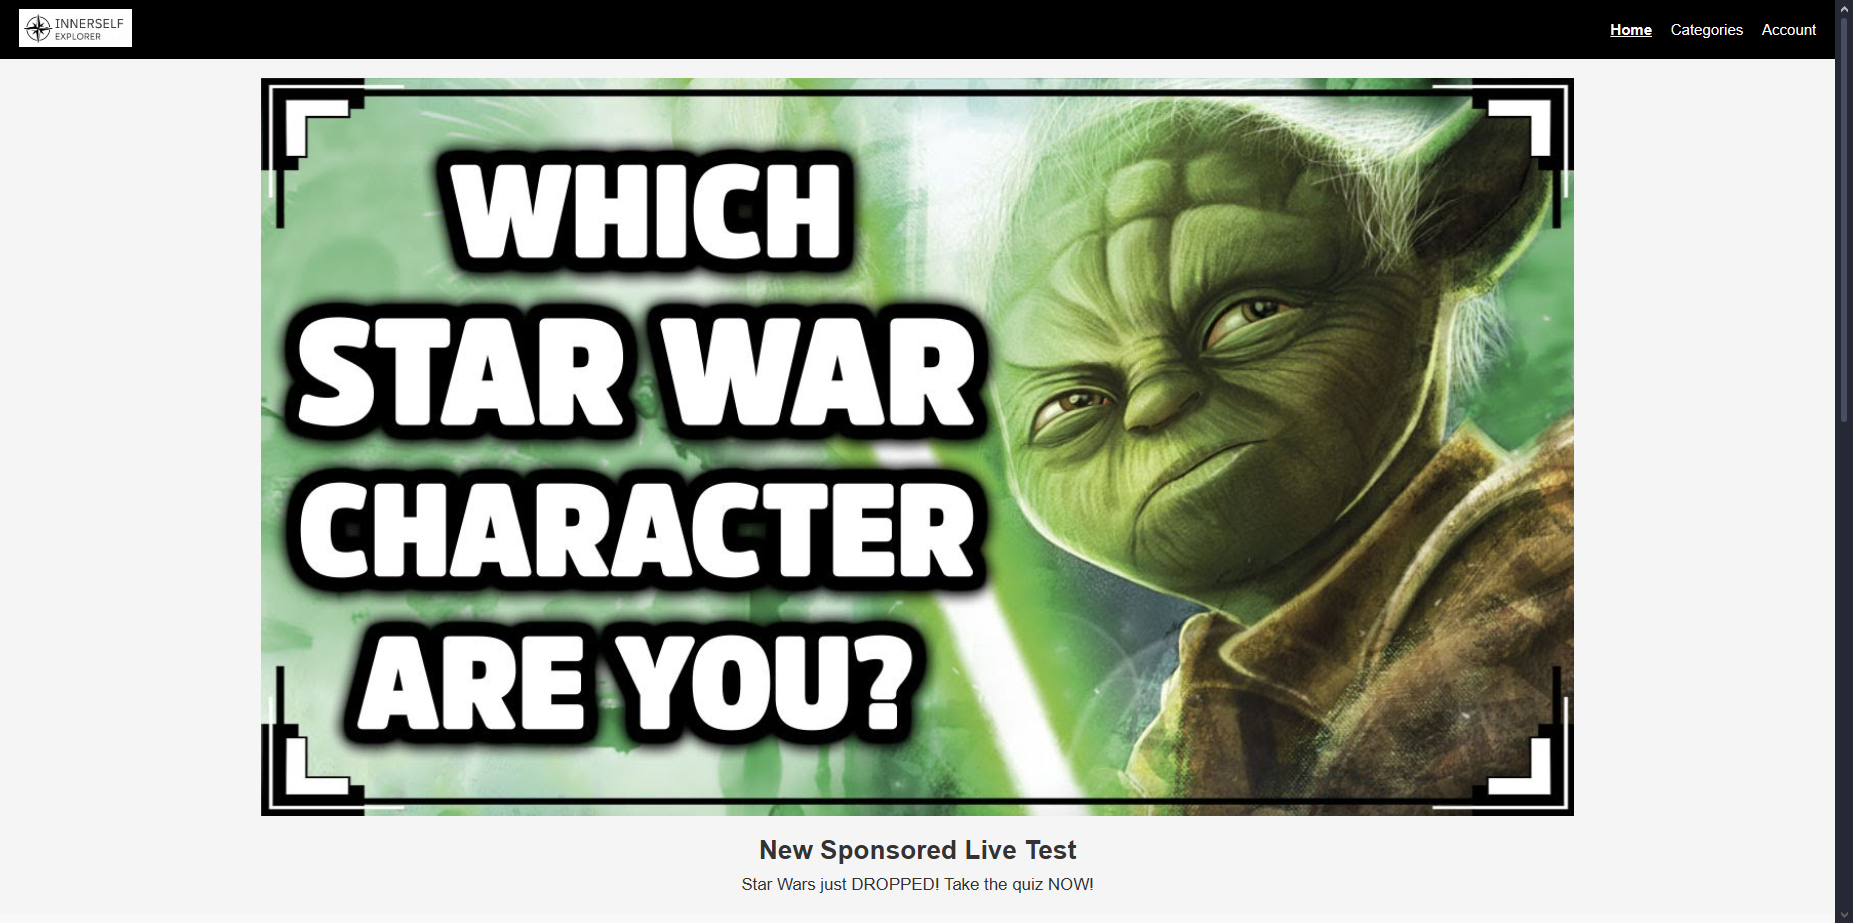 INNERSELF
EXPLORER
Home Categories Account
WHICH
STAR WAR
CHARACTER
ARE YOU?
New Sponsored Live Test
Star Wars just DROPPED! Take the quiz NOW!